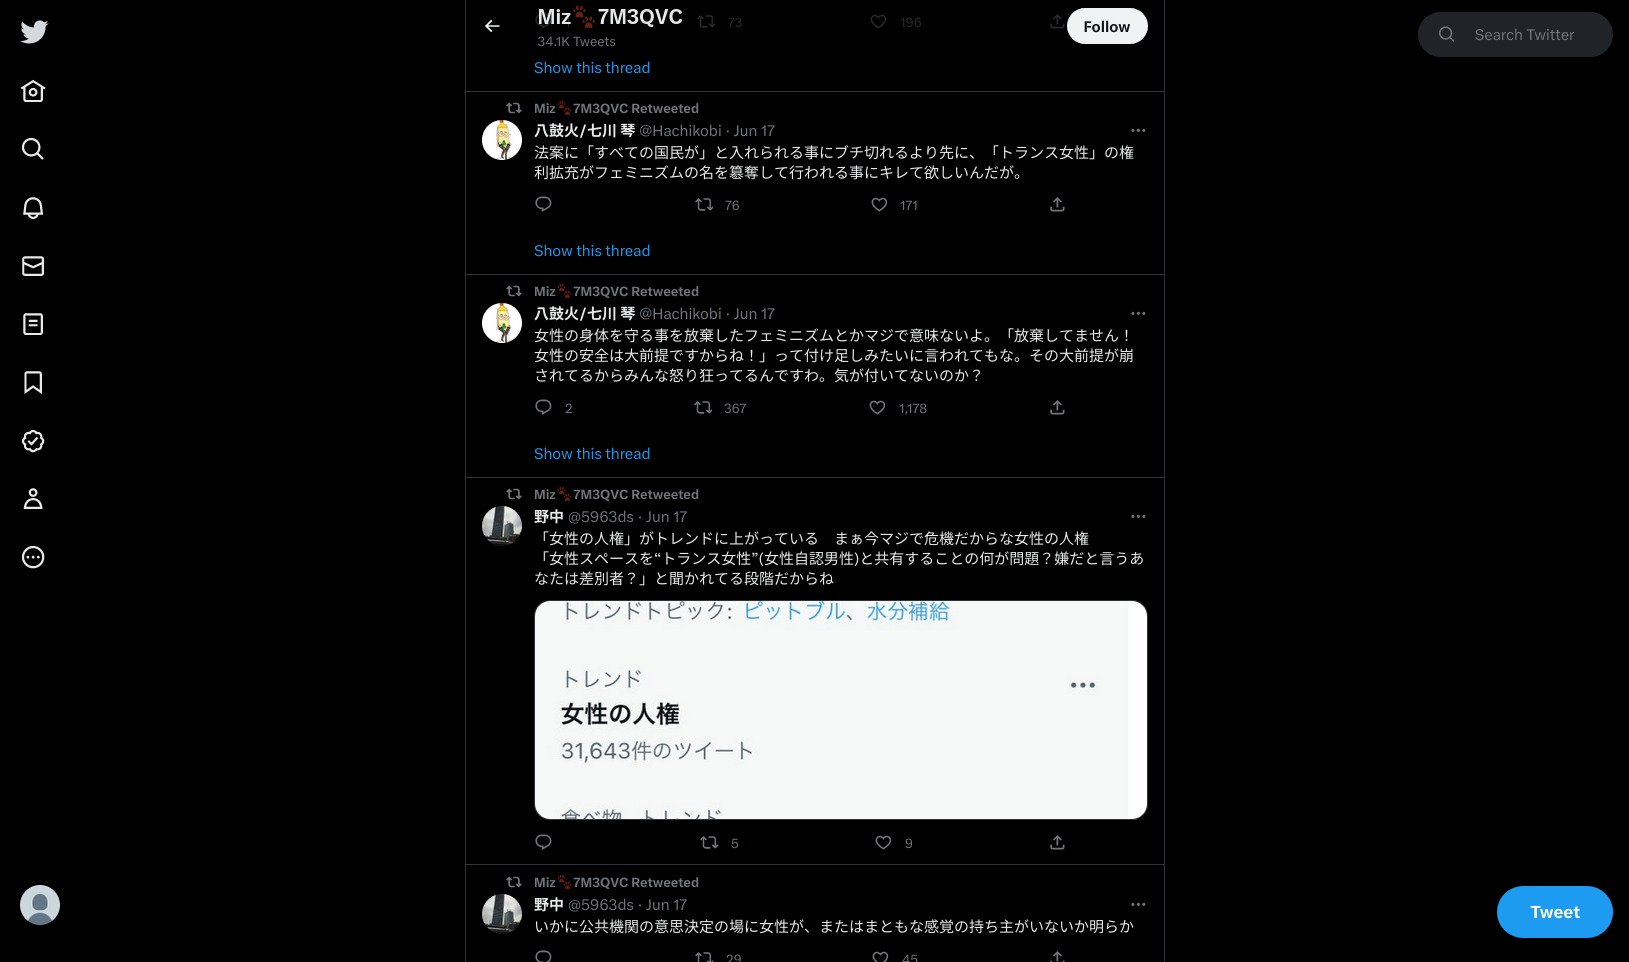 Miz🐾7M3QVC
34.1K Tweets
Follow
Search Twitter
73 196
Show this thread
Miz🐾7M3QVC Retweeted
八鼓火/七川 琴 @Hachikobi · Jun 17
法案に「すべての国民が」と入れられる事にブチ切れるより先に、「トランス女性」の権
利拡充がフェミニズムの名を簒奪して行われる事にキレて欲しいんだが。
76 171
Show this thread
Miz🐾7M3QVC Retweeted
八鼓火/七川 琴 @Hachikobi · Jun 17
女性の身体を守る事を放棄したフェミニズムとかマジで意味ないよ。「放棄してません！
女性の安全は大前提ですからね！」って付け足しみたいに言われてもな。その大前提が崩
されてるからみんな怒り狂ってるんですわ。気が付いてないのか？
2 367 1,178
Show this thread
Miz🐾7M3QVC Retweeted
野中 @5963ds · Jun 17
「女性の人権」がトレンドに上がっている　まぁ今マジで危機だからな女性の人権
「女性スペースを“トランス女性”(女性自認男性)と共有することの何が問題？嫌だと言うあ
なたは差別者？」と聞かれてる段階だからね
トレンドトピック: ピットブル、水分補給
トレンド
女性の人権
31,643件のツイート
食べ物 · トレンド
5 9
Miz🐾7M3QVC Retweeted
野中 @5963ds · Jun 17
いかに公共機関の意思決定の場に女性が、またはまともな感覚の持ち主がいないか明らか
29 45
Tweet